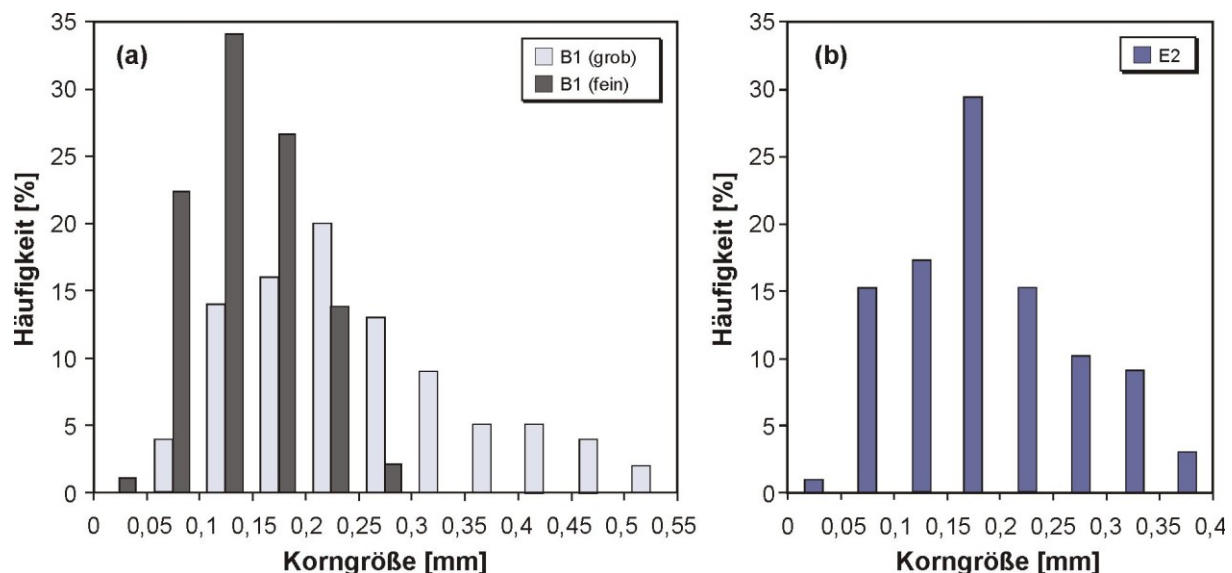 (a)
B1 (grob)
B1 (fein)
Häufigkeit [%]
35
30
25
20
15
10
5
0
0 0,05 0,1 0,15 0,2 0,25 0,3 0,35 0,4 0,45 0,5 0,55
Korngröße [mm]
(b)
E2
Häufigkeit [%]
35
30
25
20
15
10
5
0
0 0,05 0,1 0,15 0,2 0,25 0,3 0,35 0,4
Korngröße [mm]